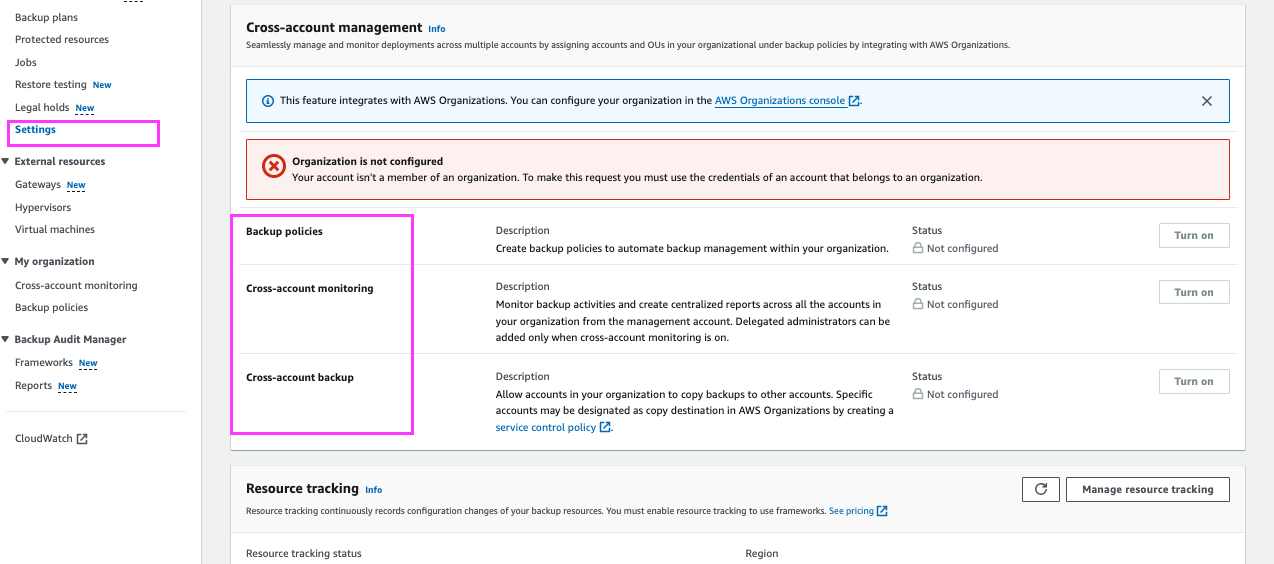 Backup plans
Protected resources
Jobs
Restore testing New
Legal holds New
Settings
External resources
Gateways New
Hypervisors
Virtual machines
My organization
Cross-account monitoring
Backup policies
Backup Audit Manager
Frameworks New
Reports New
CloudWatch
Cross-account management Info
Seamlessly manage and monitor deployments across multiple accounts by assigning accounts and OUs in your organizational under backup policies by integrating with AWS Organizations.
This feature integrates with AWS Organizations. You can configure your organization in the AWS Organizations console.
Organization is not configured
Your account isn't a member of an organization. To make this request you must use the credentials of an account that belongs to an organization.
Backup policies
Description
Create backup policies to automate backup management within your organization.
Status
Not configured
Turn on
Cross-account monitoring
Description
Monitor backup activities and create centralized reports across all the accounts in
your organization from the management account. Delegated administrators can be
added only when cross-account monitoring is on.
Status
Not configured
Turn on
Cross-account backup
Description
Allow accounts in your organization to copy backups to other accounts. Specific
accounts may be designated as copy destination in AWS Organizations by creating a
service control policy.
Status
Not configured
Turn on
Resource tracking Info
Manage resource tracking
Resource tracking continuously records configuration changes of your backup resources. You must enable resource tracking to use frameworks. See pricing
Resource tracking status
Region